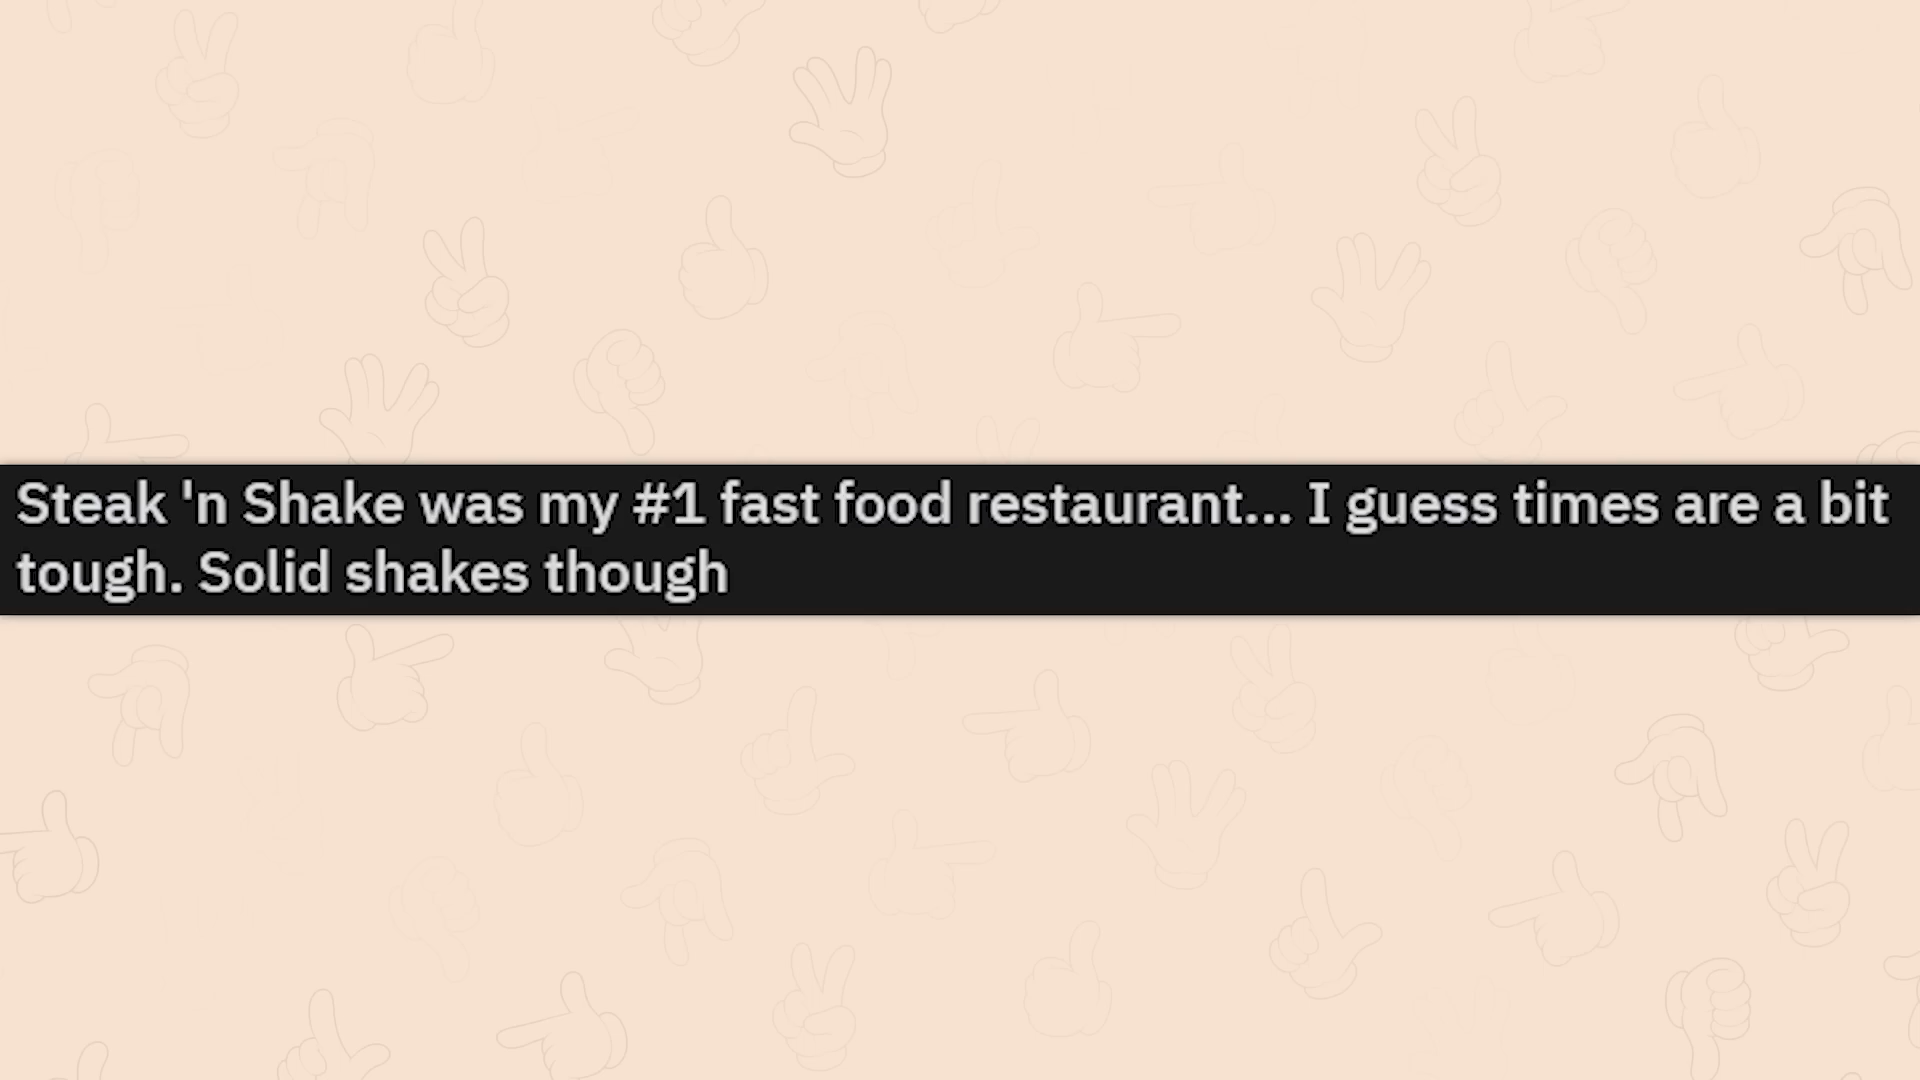 Steak 'n Shake was my #1 fast food restaurant... I guess times are a bit
tough. Solid shakes though